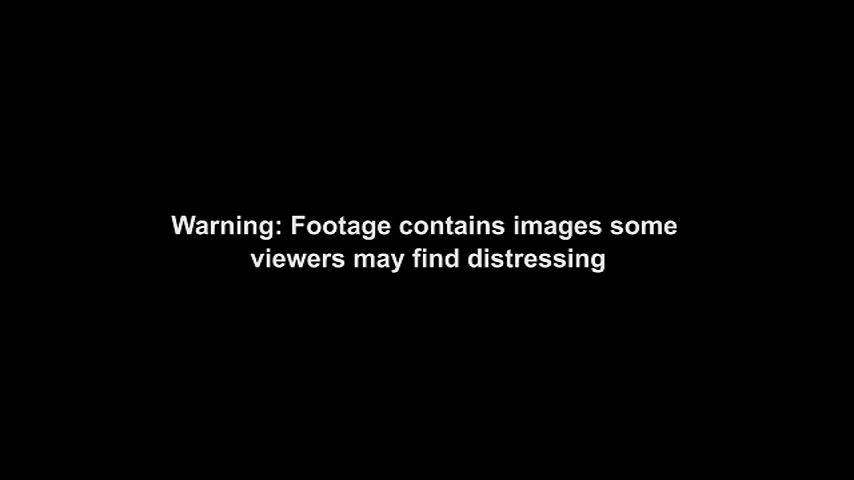 Warning: Footage contains images some
viewers may find distressing